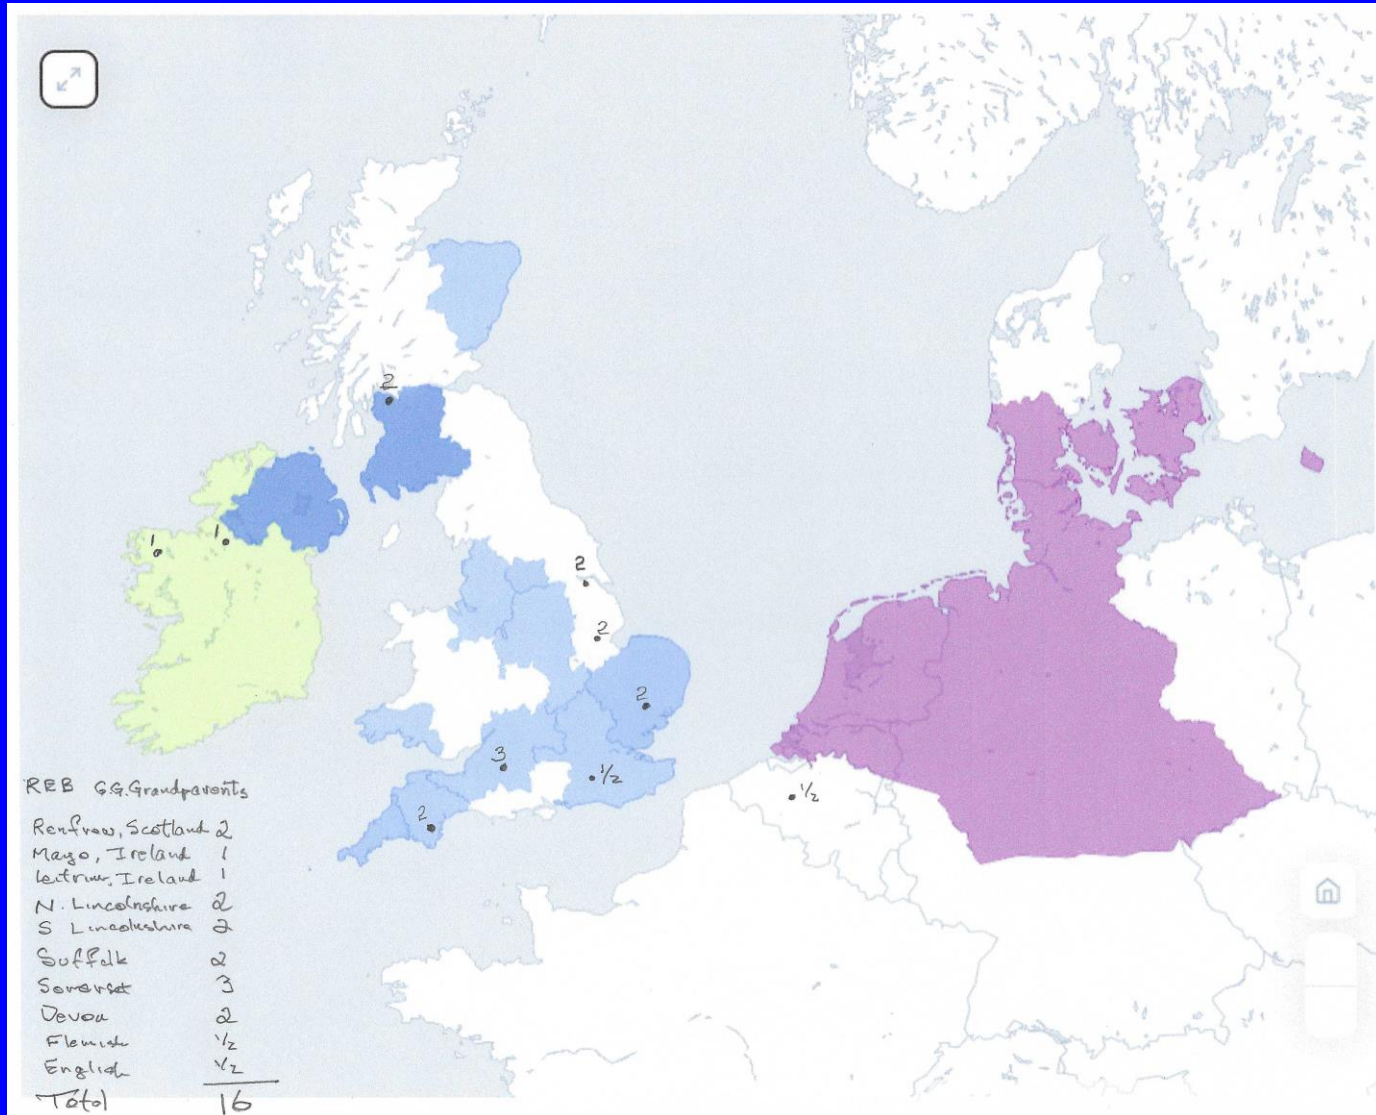 2
1
1
2
2
2
3
1/2
1/2
2
REB G.G.Grandparents
Renfrew, Scotland 2
Mayo, Ireland 1
Leitrim, Ireland 1
N. Lincolnshire 2
S Lincolnshire 2
Suffolk 2
Somerset 3
Devon 2
Flemish 1/2
English 1/2
Total 16